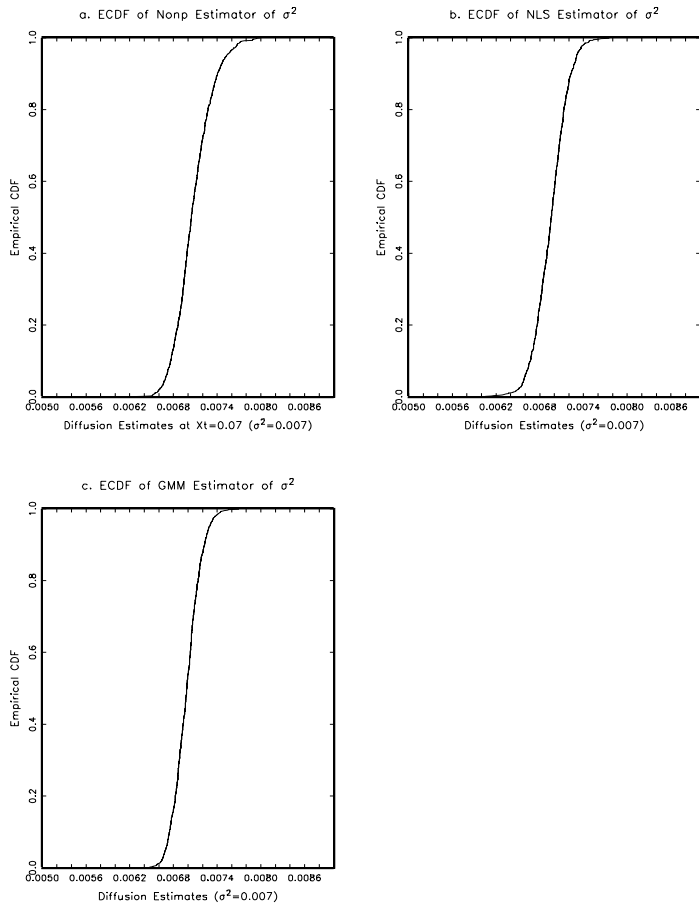 a. ECDF of Nonp Estimator of σ²
Empirical CDF
1.0
0.8
0.6
0.4
0.2
0.0
0.0050 0.0056 0.0062 0.0068 0.0074 0.0080 0.0086
Diffusion Estimates at Xt=0.07 (σ²=0.007)
b. ECDF of NLS Estimator of σ²
Empirical CDF
1.0
0.8
0.6
0.4
0.2
0.0
0.0050 0.0056 0.0062 0.0068 0.0074 0.0080 0.0086
Diffusion Estimates (σ²=0.007)
c. ECDF of GMM Estimator of σ²
Empirical CDF
1.0
0.8
0.6
0.4
0.2
0.0
0.0050 0.0056 0.0062 0.0068 0.0074 0.0080 0.0086
Diffusion Estimates (σ²=0.007)